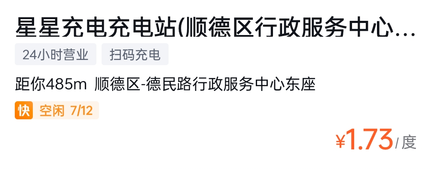 星星充电充电站(顺德区行政服务中心...
24小时营业 扫码充电
距你485m 顺德区-德民路行政服务中心东座
快 空闲 7/12
¥1.73/度